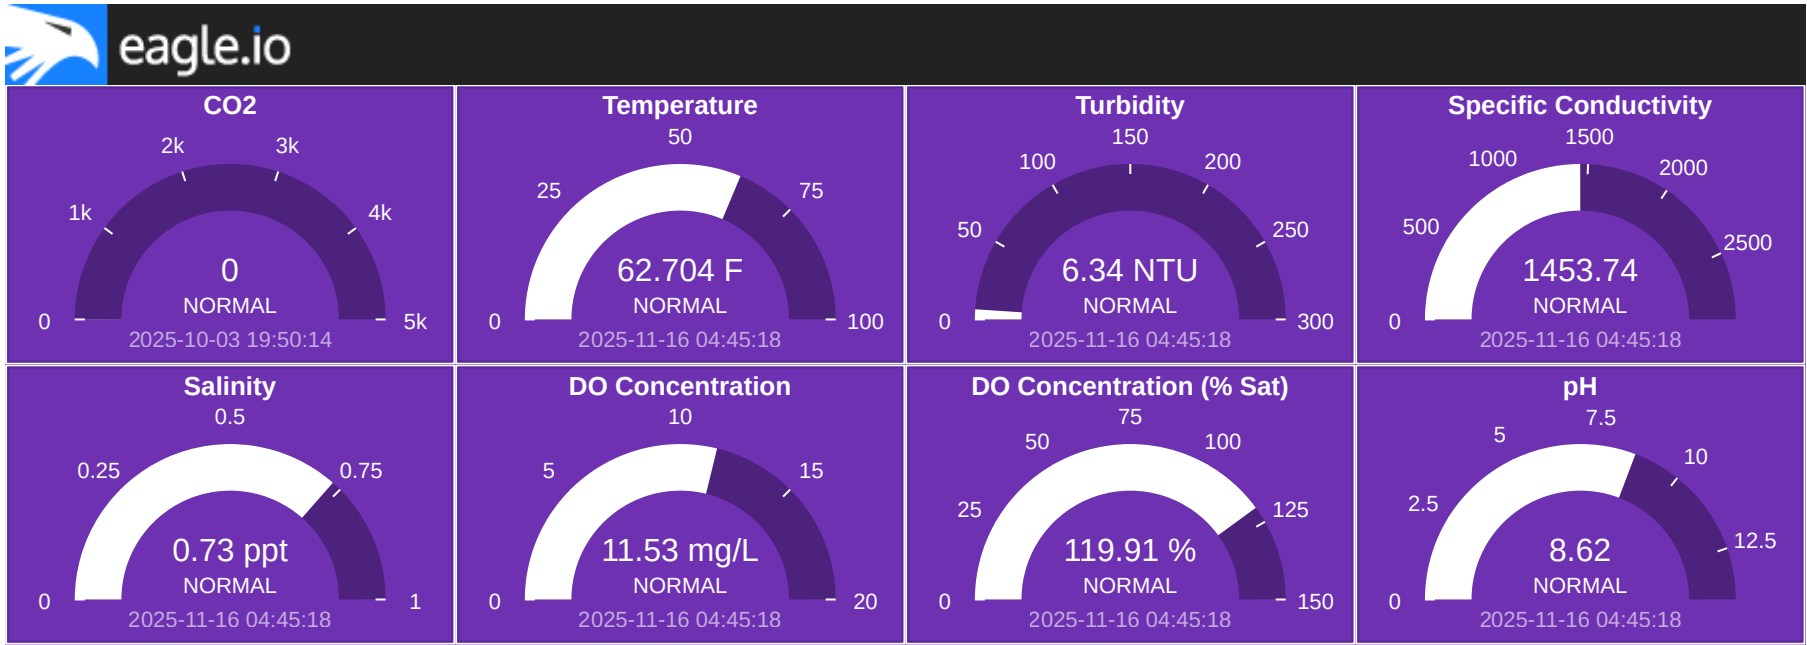 eagle.io
CO2
2k
3k
1k
4k
0
NORMAL
0
5k
2025-10-03 19:50:14
Temperature
50
25
75
62.704 F
NORMAL
0
100
2025-11-16 04:45:18
Turbidity
150
100
200
50
250
6.34 NTU
NORMAL
0
300
2025-11-16 04:45:18
Specific Conductivity
1500
1000
2000
500
2500
1453.74
NORMAL
0
2025-11-16 04:45:18
Salinity
0.5
0.25
0.75
0.73 ppt
NORMAL
0
1
2025-11-16 04:45:18
DO Concentration
10
5
15
11.53 mg/L
NORMAL
0
20
2025-11-16 04:45:18
DO Concentration (% Sat)
75
50
100
25
125
119.91 %
NORMAL
0
150
2025-11-16 04:45:18
pH
7.5
5
10
2.5
12.5
8.62
NORMAL
0
2025-11-16 04:45:18